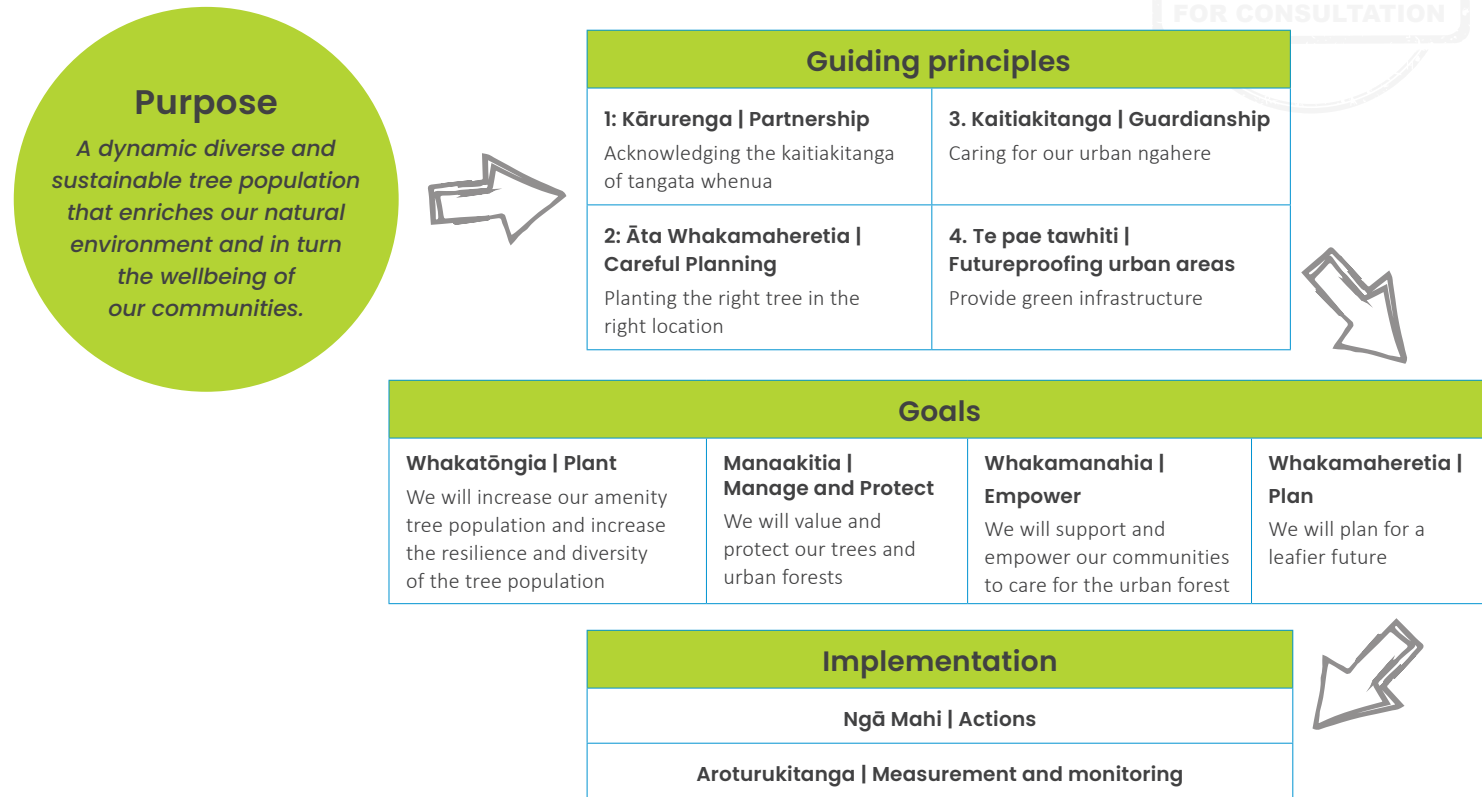 FOR CONSULTATION
Purpose
A dynamic diverse and
sustainable tree population
that enriches our natural
environment and in turn
the wellbeing of
our communities.
Guiding principles
1: Kārurenga | Partnership
Acknowledging the kaitiakitanga
of tangata whenua
3. Kaitiakitanga | Guardianship
Caring for our urban ngahere
2: Āta Whakamaheretia |
Careful Planning
Planting the right tree in the
right location
4. Te pae tawhiti |
Futureproofing urban areas
Provide green infrastructure
Goals
Whakatōngia | Plant
We will increase our amenity
tree population and increase
the resilience and diversity
of the tree population
Manaakitia |
Manage and Protect
We will value and
protect our trees and
urban forests
Whakamanahia |
Empower
We will support and
empower our communities
to care for the urban forest
Whakamaheretia |
Plan
We will plan for a
leafier future
Implementation
Ngā Mahi | Actions
Aroturukitanga | Measurement and monitoring